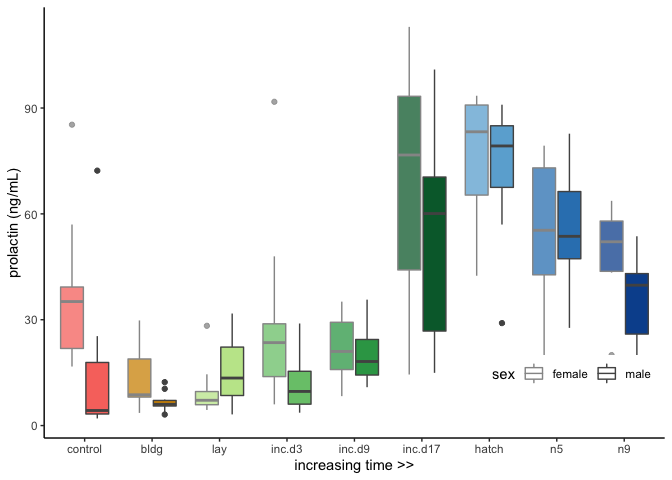 prolactin (ng/mL)
90
60
30
0
sex female male
control bldg lay inc.d3 inc.d9 inc.d17 hatch n5 n9
increasing time >>